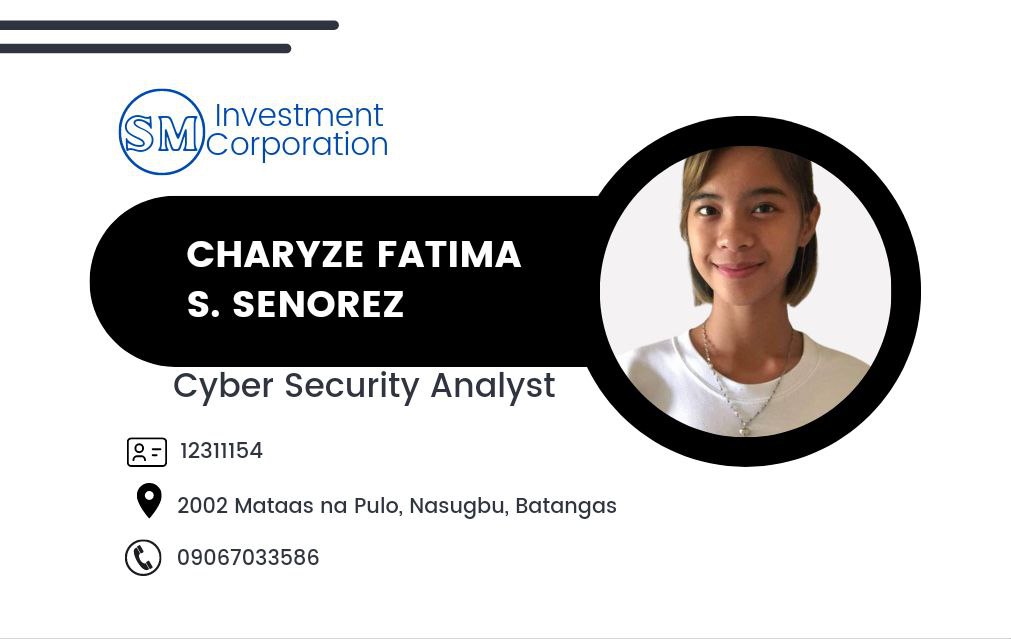 SM Investment
Corporation
CHARYZE FATIMA
S. SENOREZ
Cyber Security Analyst
12311154
2002 Mataas na Pulo, Nasugbu, Batangas
09067033586